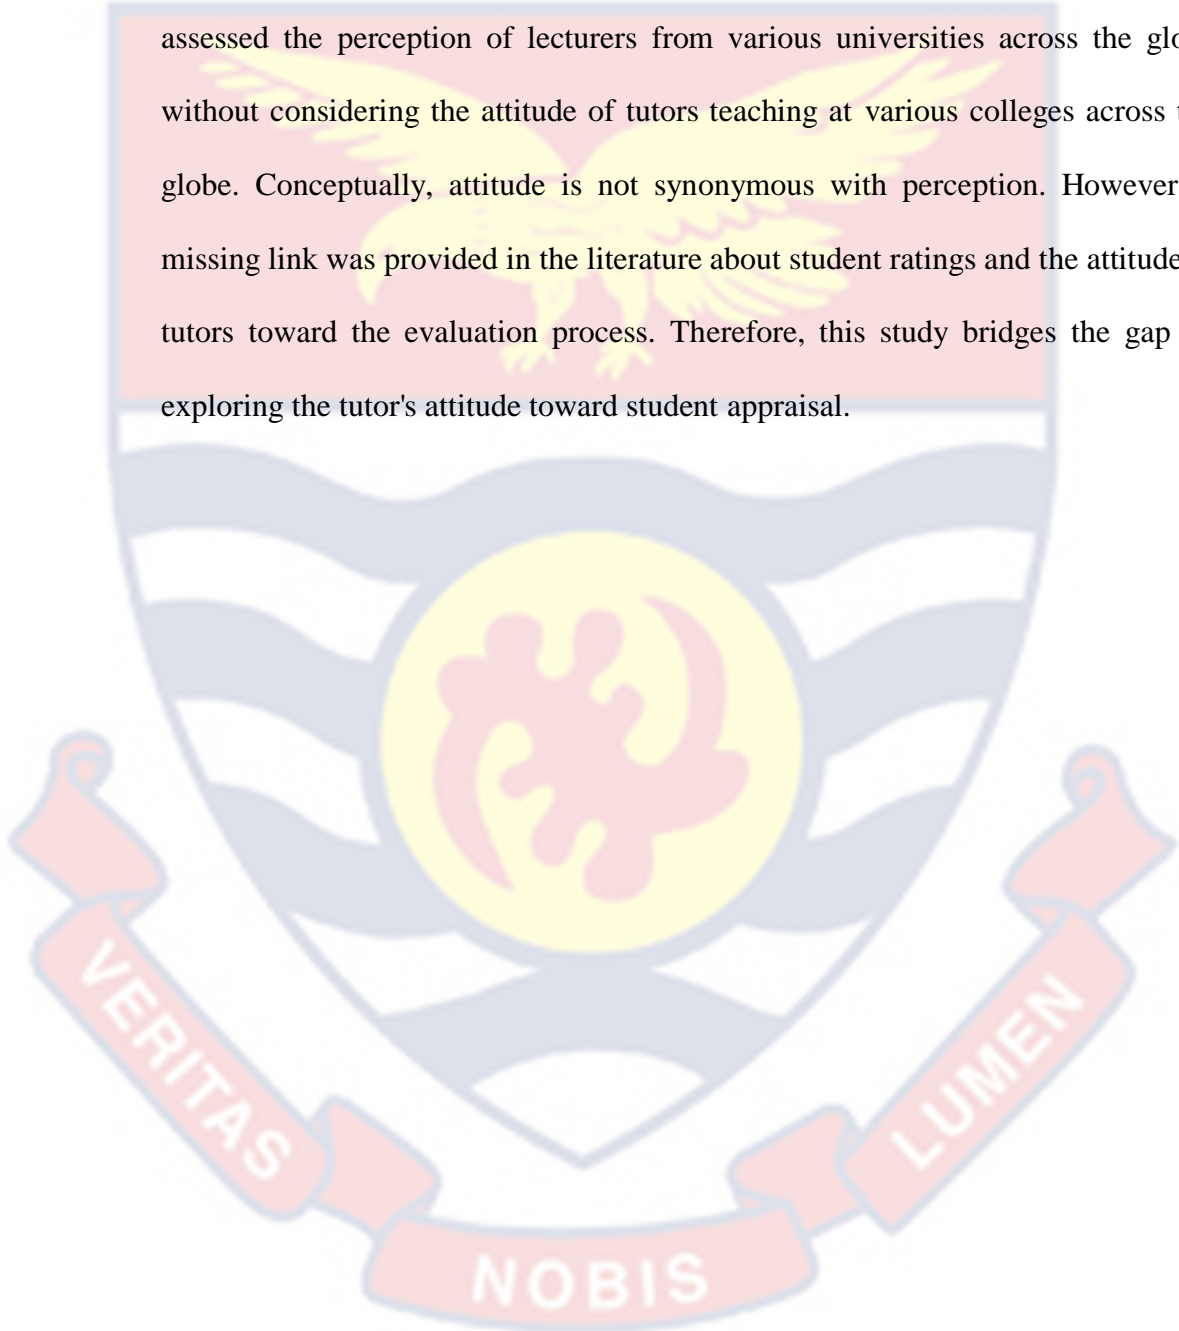 assessed the perception of lecturers from various universities across the glo
without considering the attitude of tutors teaching at various colleges across t
globe. Conceptually, attitude is not synonymous with perception. However
missing link was provided in the literature about student ratings and the attitude
tutors toward the evaluation process. Therefore, this study bridges the gap
exploring the tutor's attitude toward student appraisal.
VERITAS
NOBIS
LUMEN